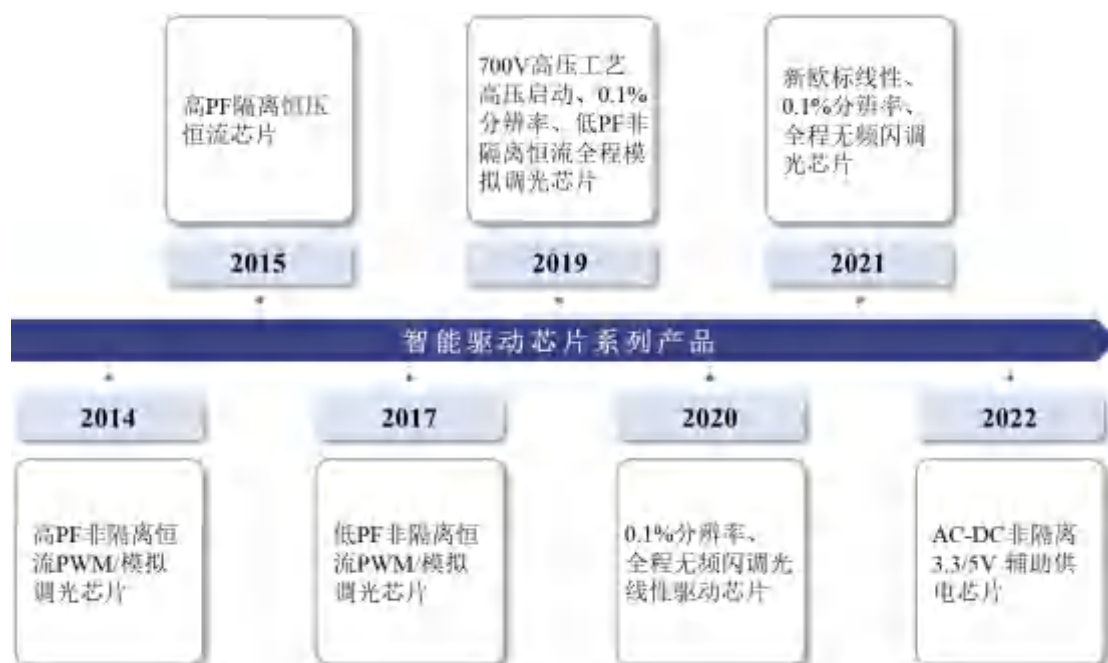 高PF隔离恒压
恒流芯片
700V高压工艺
高压启动、0.1%
分辨率、低PF非
隔离恒流全程模
拟调光芯片
新欧标线性、
0.1%分辨率、
全程无频闪调
光芯片
2015
2019
2021
智能驱动芯片系列产品
2014
2017
2020
2022
高PF非隔离恒
流PWM/模拟
调光芯片
低PF非隔离恒
流PWM/模拟
调光芯片
0.1%分辨率、
全程无频闪调光
线性驱动芯片
AC-DC非隔离
3.3/5V 辅助供
电芯片